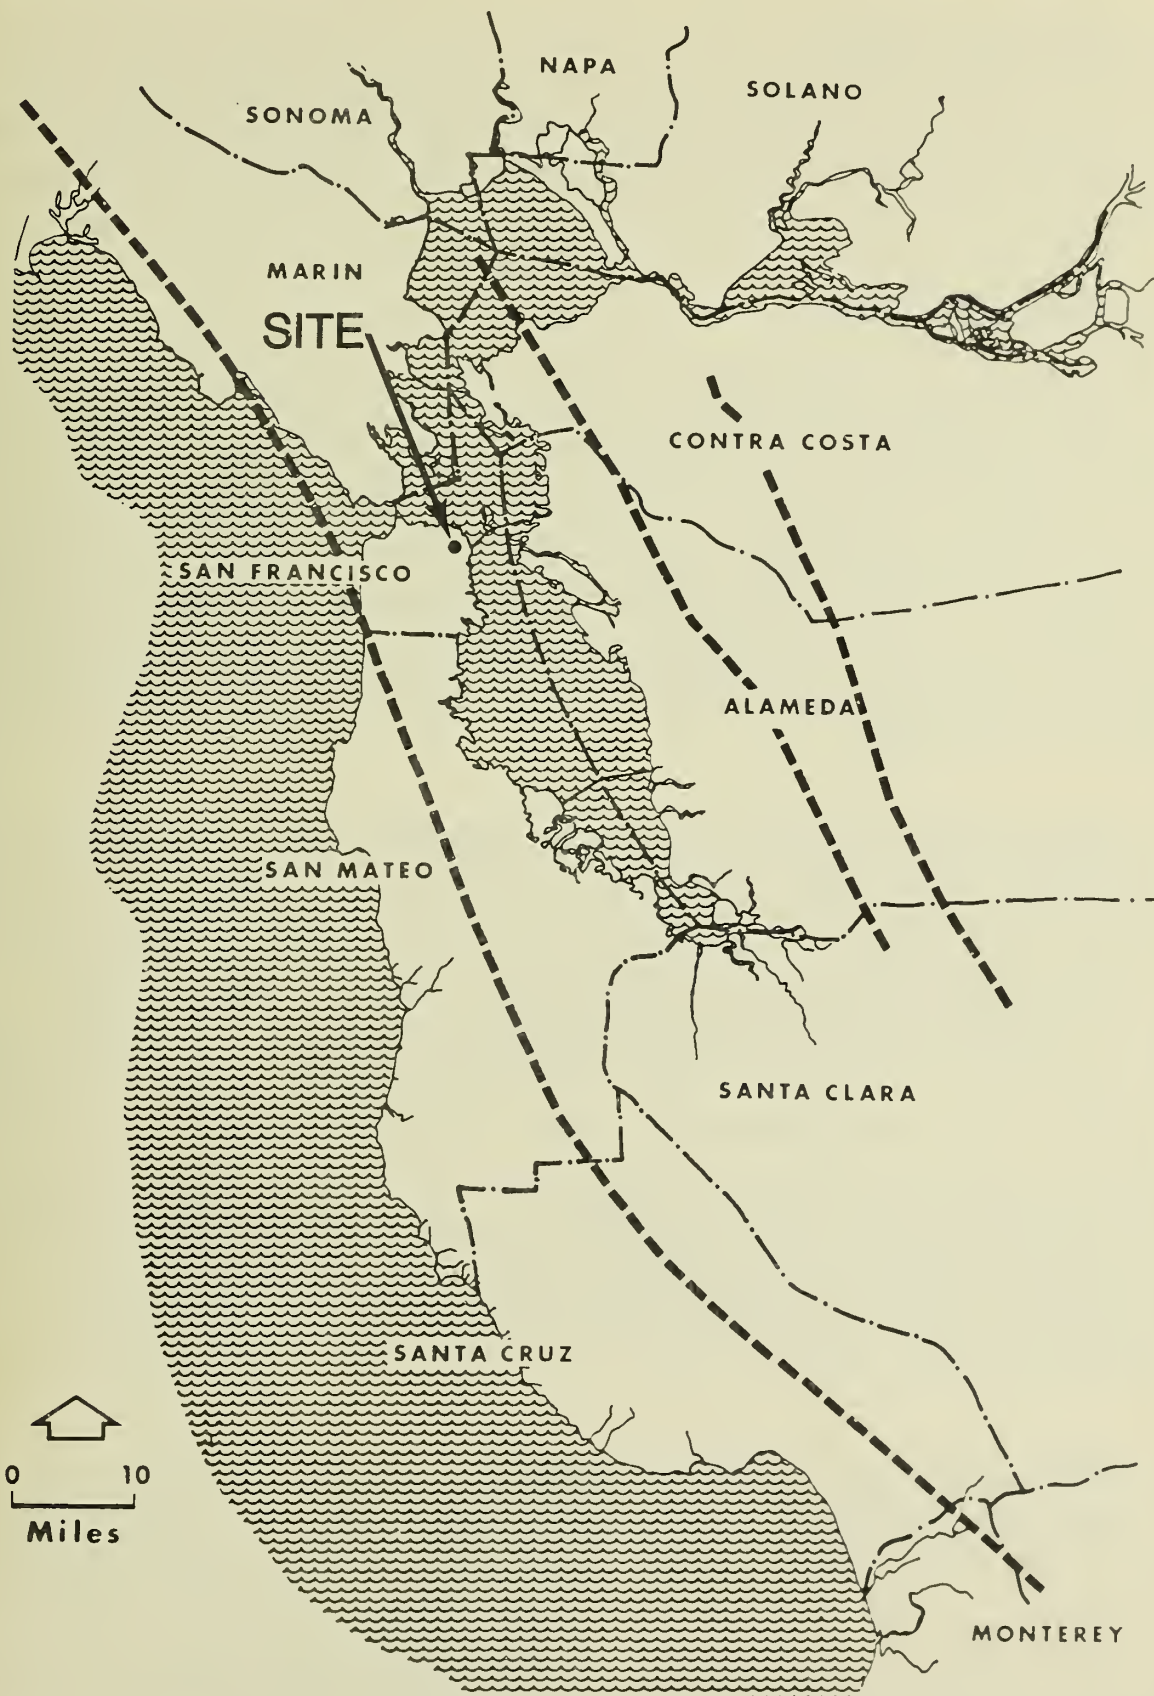 NAPA
SOLANO
SONOMA
MARIN
SITE
CONTRA COSTA
SAN FRANCISCO
ALAMEDA
SAN MATEO
SANTA CLARA
SANTA CRUZ
0 10
Miles
MONTEREY